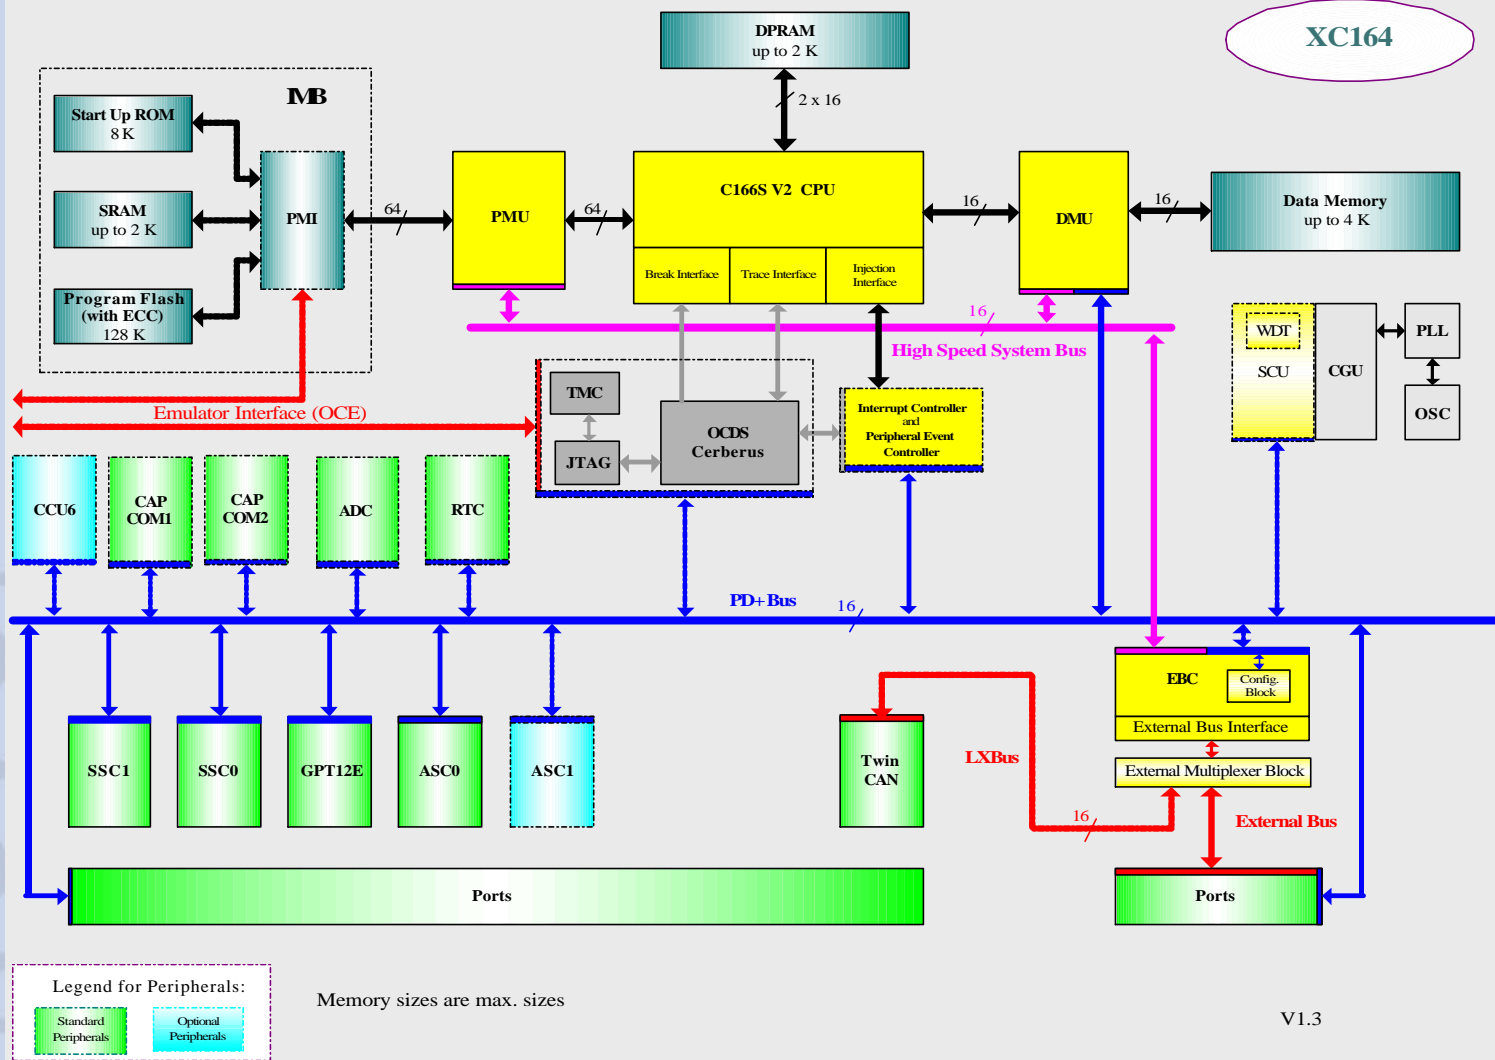 DPRAM
up to 2 K
XC164
IMB
Start Up ROM
8 K
2 x 16
C166S V2 CPU
PMI
64
PMU
64
16
DMU
16
Data Memory
up to 4 K
SRAM
up to 2 K
Break Interface
Trace Interface
Injection
Interface
Program Flash
(with ECC)
128 K
16
High Speed System Bus
WDT
SCU
CGU
PLL
OSC
Emulator Interface (OCE)
TMC
JTAG
OCDS
Cerberus
Interrupt Controller
and
Peripheral Event
Controller
CCU6
CAP
COM1
CAP
COM2
ADC
RTC
PD+Bus
16
EBC
Config.
Block
External Bus Interface
External Multiplexer Block
SSC1
SSC0
GPT12E
ASC0
ASC1
Twin
CAN
LXBus
16
External Bus
Ports
Ports
Legend for Peripherals:
Standard
Peripherals
Optional
Peripherals
Memory sizes are max. sizes
V1.3